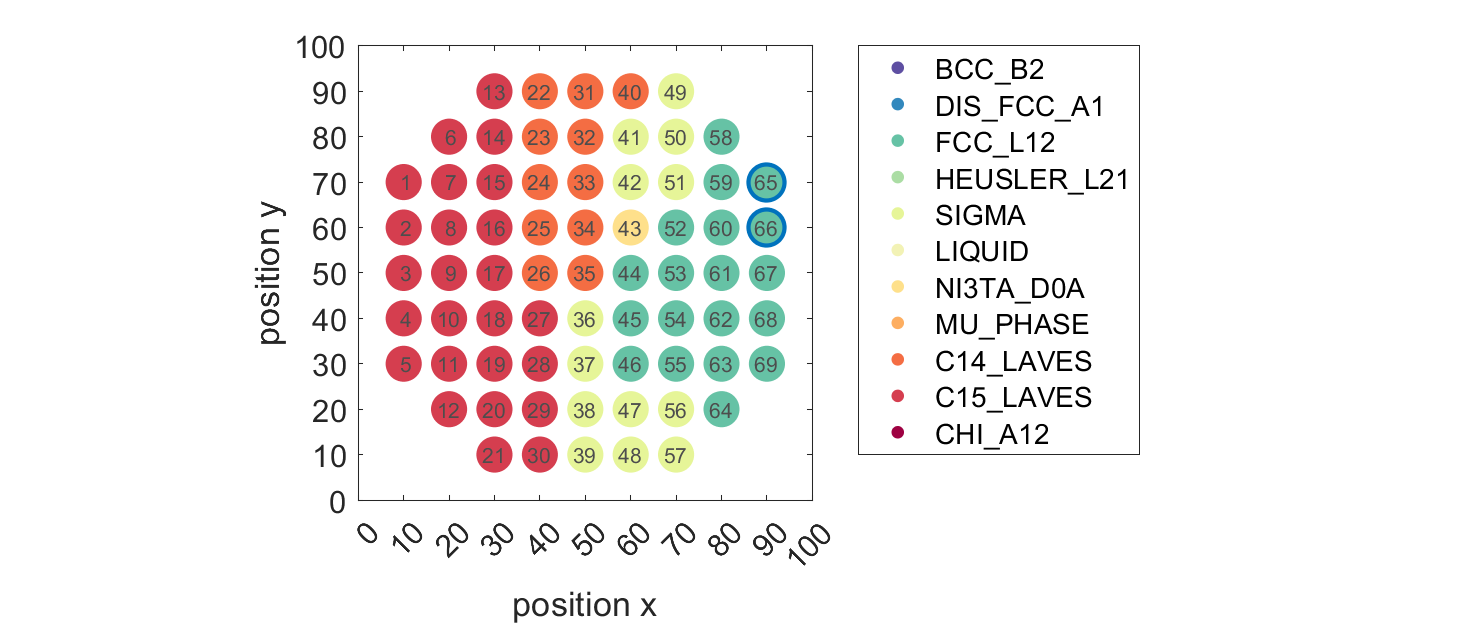 100
90
80
70
60
50
40
30
20
10
0
position y
13 22 31 40 49
6 14 23 32 41 50 58
1 7 15 24 33 42 51 59 65
2 8 16 25 34 43 52 60 66
3 9 17 26 35 44 53 61 67
4 10 18 27 36 45 54 62 68
5 11 19 28 37 46 55 63 69
12 20 29 38 47 56 64
21 30 39 48 57
0 10 20 30 40 50 60 70 80 90 100
position x
BCC_B2
DIS_FCC_A1
FCC_L12
HEUSLER_L21
SIGMA
LIQUID
NI3TA_D0A
MU_PHASE
C14_LAVES
C15_LAVES
CHI_A12